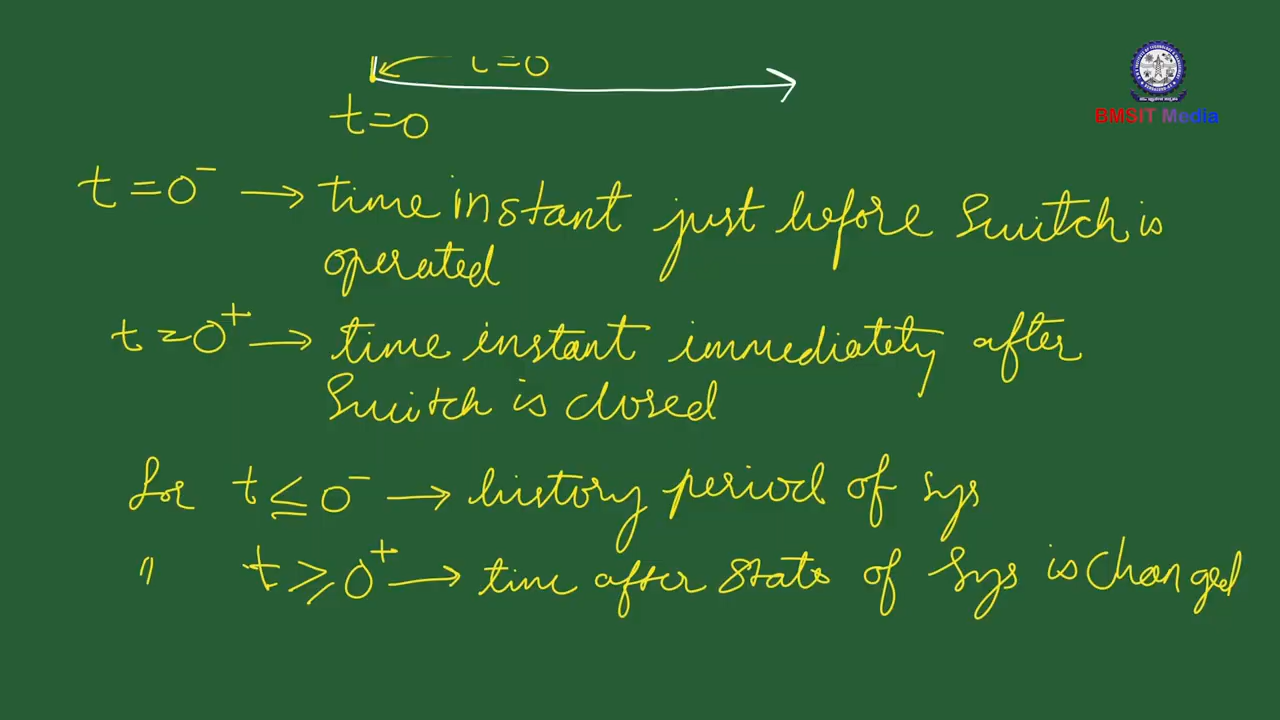 t=0
BMSIT Media
t=0
t=0⁻ → time instant just before switch is
operated
t=0⁺ → time instant immediately after
switch is closed
for t≤0⁻ → history period of sys
〃 t≥0⁺ → time after state of sys is changed